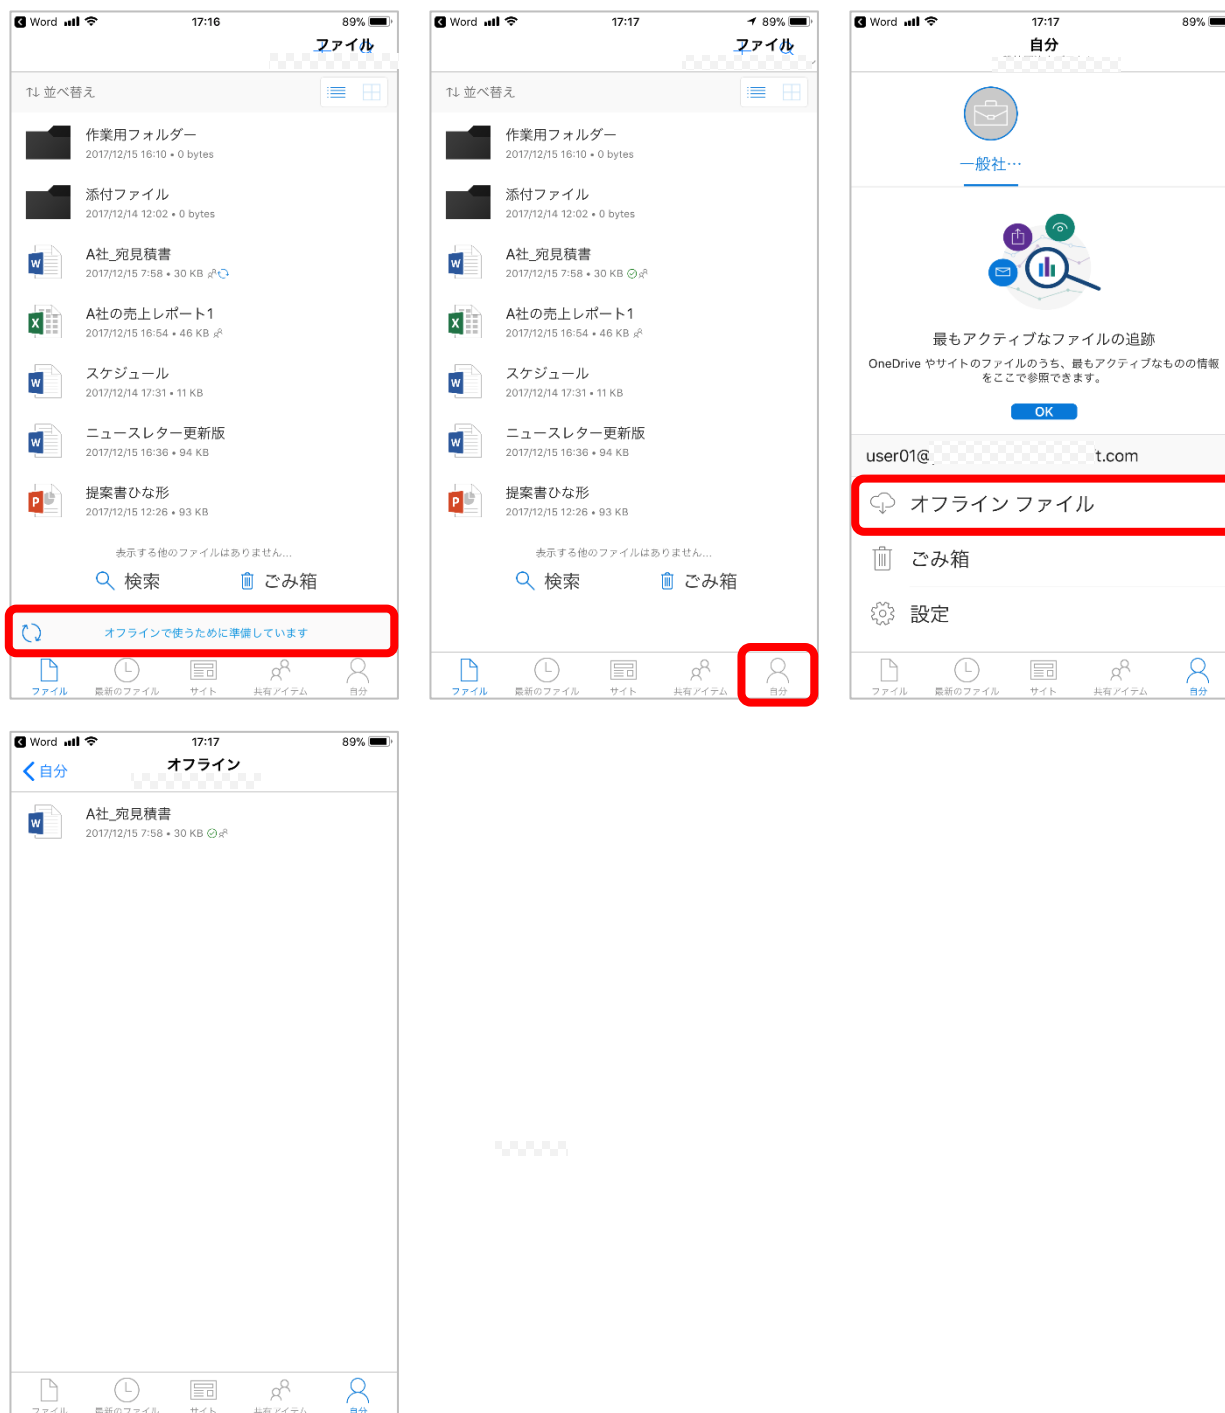 Word 17:16 89%
ファイル
並べ替え
作業用フォルダー
2017/12/15 16:10 • 0 bytes
添付ファイル
2017/12/14 12:02 • 0 bytes
A社_宛見積書
2017/12/15 7:58 • 30 KB
A社の売上レポート1
2017/12/15 16:54 • 46 KB
スケジュール
2017/12/14 17:31 • 11 KB
ニュースレター更新版
2017/12/15 16:36 • 94 KB
提案書ひな形
2017/12/15 12:26 • 93 KB
表示する他のファイルはありません...
検索 ごみ箱
オフラインで使うために準備しています
ファイル 最新のファイル サイト 共有アイテム 自分
Word 17:17 89%
ファイル
並べ替え
作業用フォルダー
2017/12/15 16:10 • 0 bytes
添付ファイル
2017/12/14 12:02 • 0 bytes
A社_宛見積書
2017/12/15 7:58 • 30 KB
A社の売上レポート1
2017/12/15 16:54 • 46 KB
スケジュール
2017/12/14 17:31 • 11 KB
ニュースレター更新版
2017/12/15 16:36 • 94 KB
提案書ひな形
2017/12/15 12:26 • 93 KB
表示する他のファイルはありません...
検索 ごみ箱
ファイル 最新のファイル サイト 共有アイテム 自分
Word 17:17 89%
自分
一般社…
最もアクティブなファイルの追跡
OneDrive やサイトのファイルのうち、最もアクティブなものの情報
をここで参照できます。
OK
user01@ t.com
オフライン ファイル
ごみ箱
設定
ファイル 最新のファイル サイト 共有アイテム 自分
Word 17:17 89%
自分 オフライン
A社_宛見積書
2017/12/15 7:58 • 30 KB
ファイル 最新のファイル サイト 共有アイテム 自分